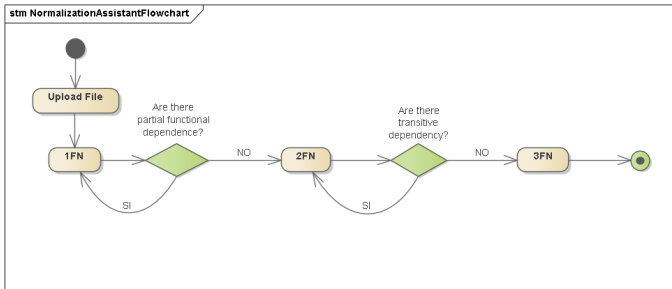 stm NormalizationAssistantFlowchart
Upload File
Are there
partial functional
dependence?
Are there
transitive
dependency?
1FN
NO
2FN
NO
3FN
SI
SI